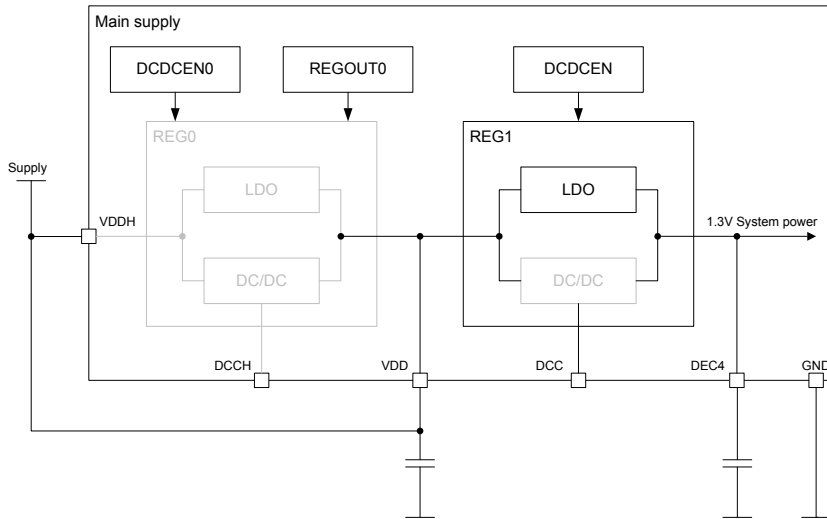 Main supply
DCDCEN0
REGOUT0
DCDCEN
REG0
REG1
Supply
LDO
LDO
VDDH
1.3V System power
DC/DC
DC/DC
DCCH
VDD
DCC
DEC4
GND